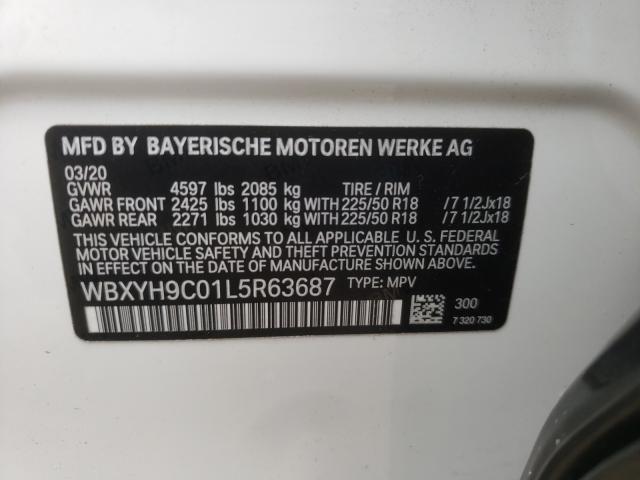 MFD BY BAYERISCHE MOTOREN WERKE AG
03/20
GVWR 4597 lbs 2085 kg TIRE / RIM
GAWR FRONT 2425 lbs 1100 kg WITH 225/50 R18 /7 1/2Jx18
GAWR REAR 2271 lbs 1030 kg WITH 225/50 R18 /7 1/2Jx18
THIS VEHICLE CONFORMS TO ALL APPLICABLE U. S. FEDERAL
MOTOR VEHICLE SAFETY AND THEFT PREVENTION STANDARDS
IN EFFECT ON THE DATE OF MANUFACTURE SHOWN ABOVE.
WBXYH9C01L5R63687 TYPE: MPV
300
7 320 730